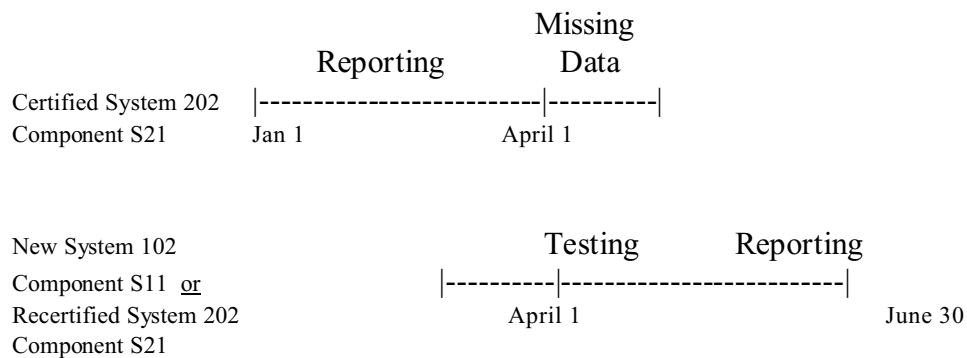 Missing
Reporting Data
Certified System 202 |--------------------------|----------|
Component S21 Jan 1 April 1
New System 102 Testing Reporting
Component S11 or |----------|--------------------------|
Recertified System 202 April 1 June 30
Component S21